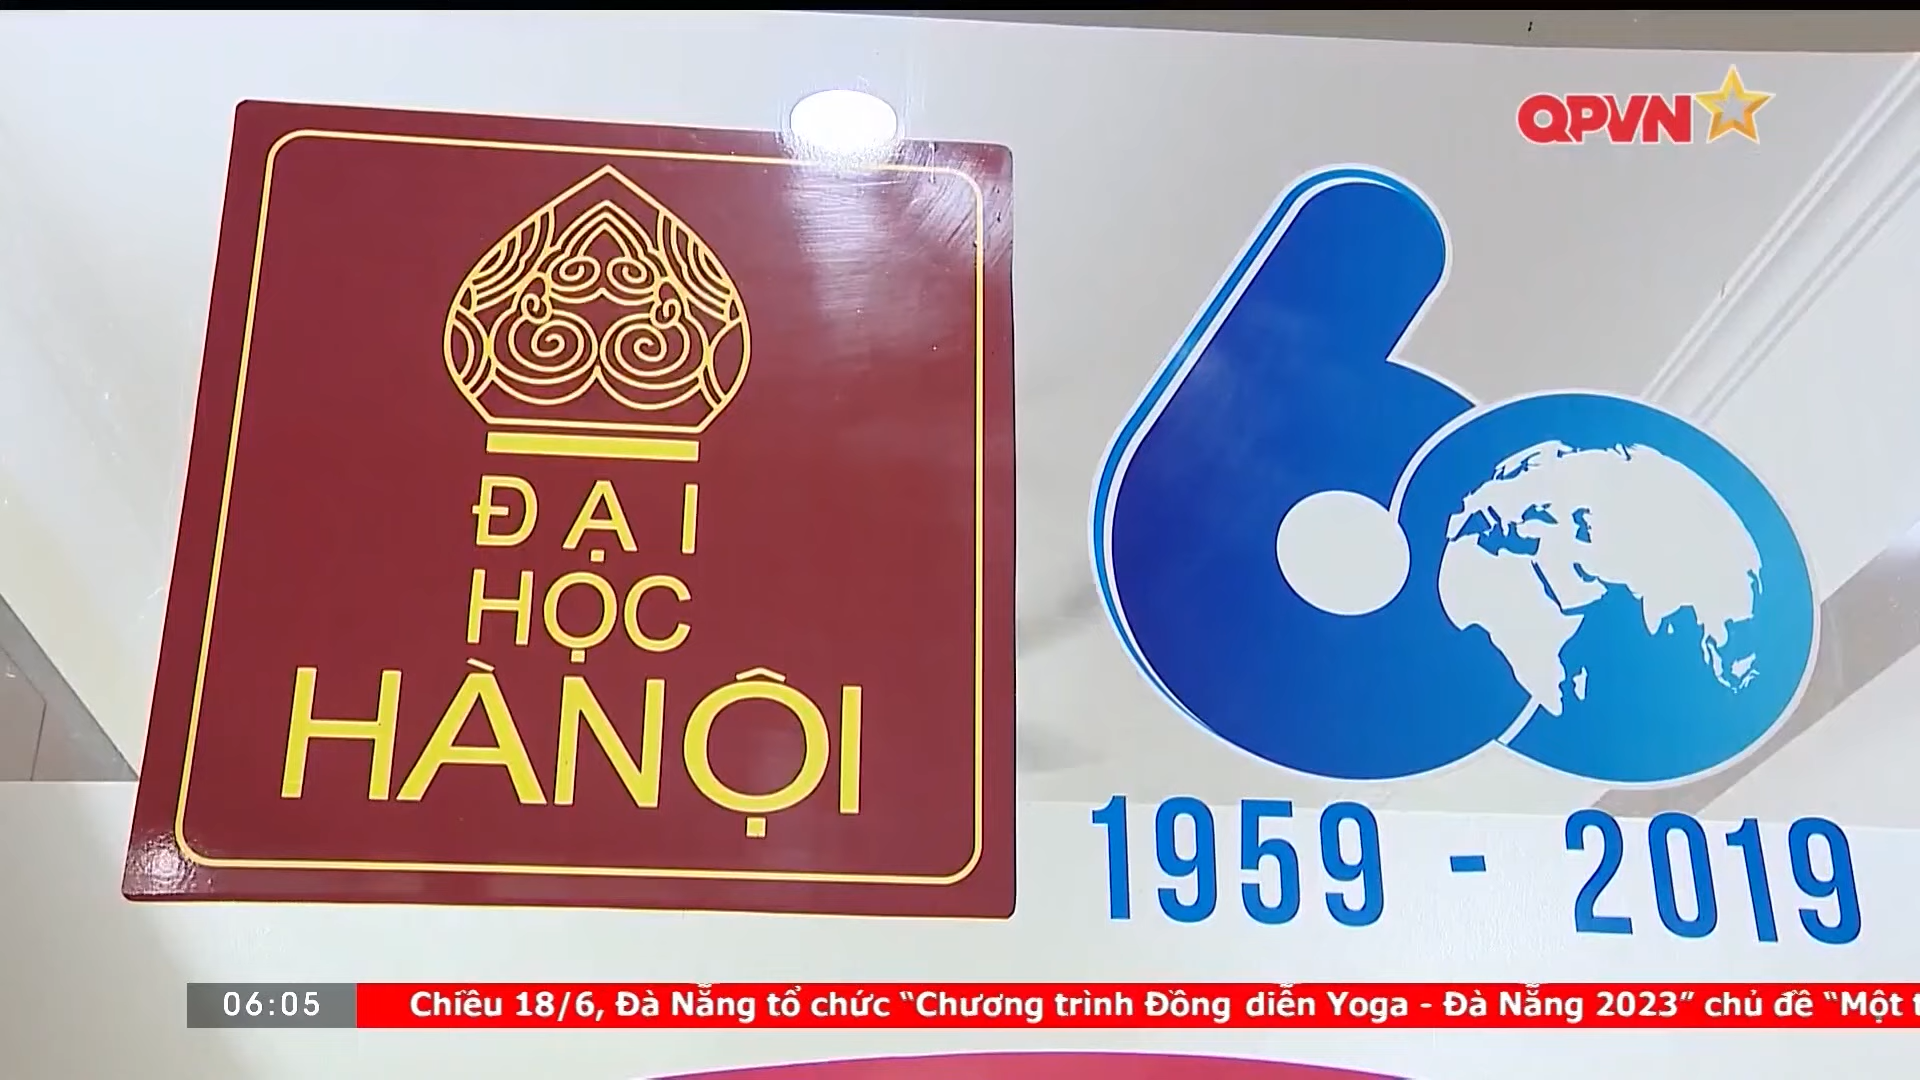 QPVN
ĐẠI
HỌC
HÀNỘI
60
1959 - 2019
06:05
Chiều 18/6, Đà Nẵng tổ chức “Chương trình Đồng diễn Yoga - Đà Nẵng 2023” chủ đề “Một